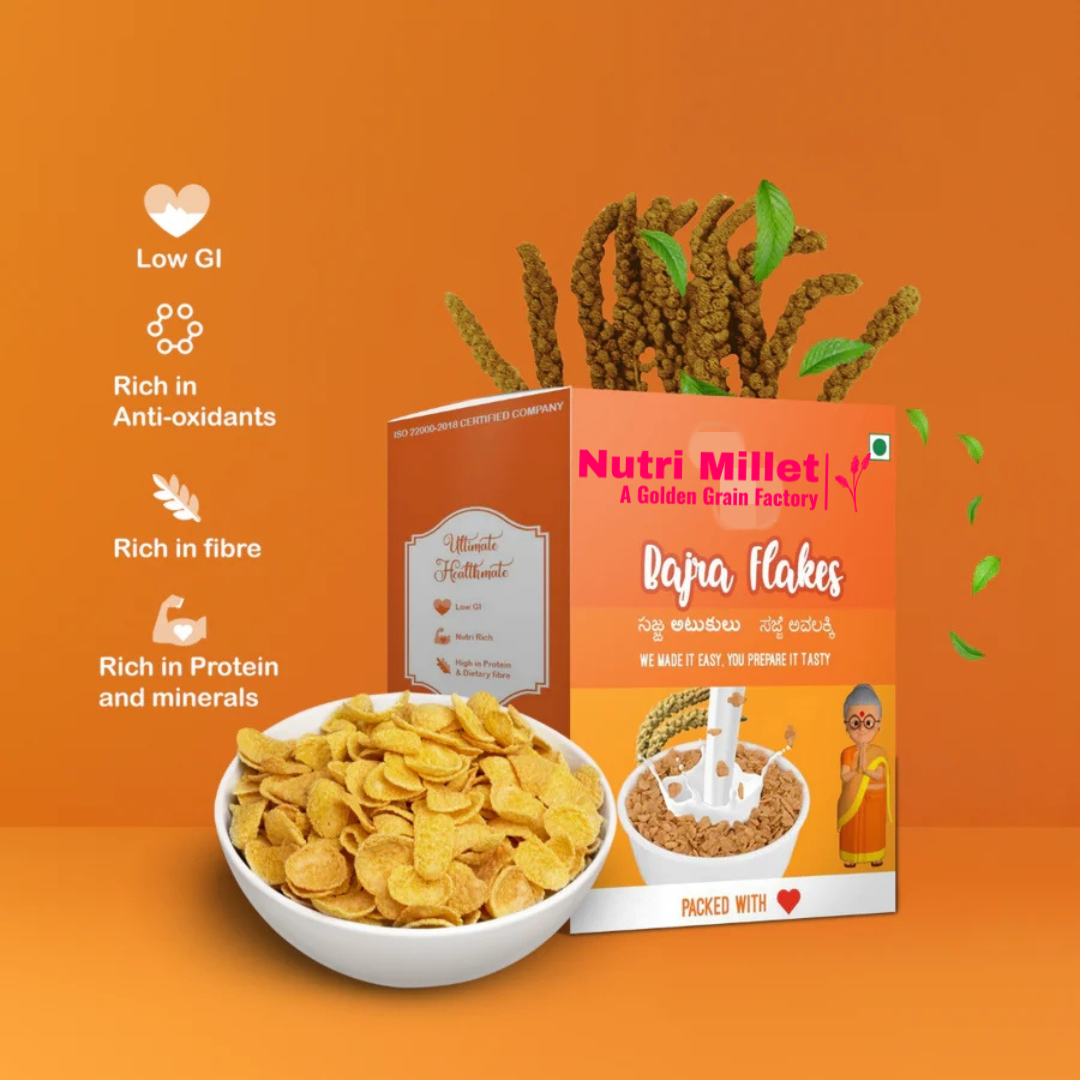 Low GI
Rich in
Anti-oxidants
Rich in fibre
Rich in Protein
and minerals
ISO 22000-2018 CERTIFIED COMPANY
Ultimate
Healthmate
Low GI
Nutri Rich
High in Protein
& Dietary fibre
Nutri Millet
A Golden Grain Factory
Bajra Flakes
సజ్జ అటుకులు ಸಜ್ಜೆ ಅವಲಕ್ಕಿ
WE MADE IT EASY, YOU PREPARE IT TASTY
PACKED WITH